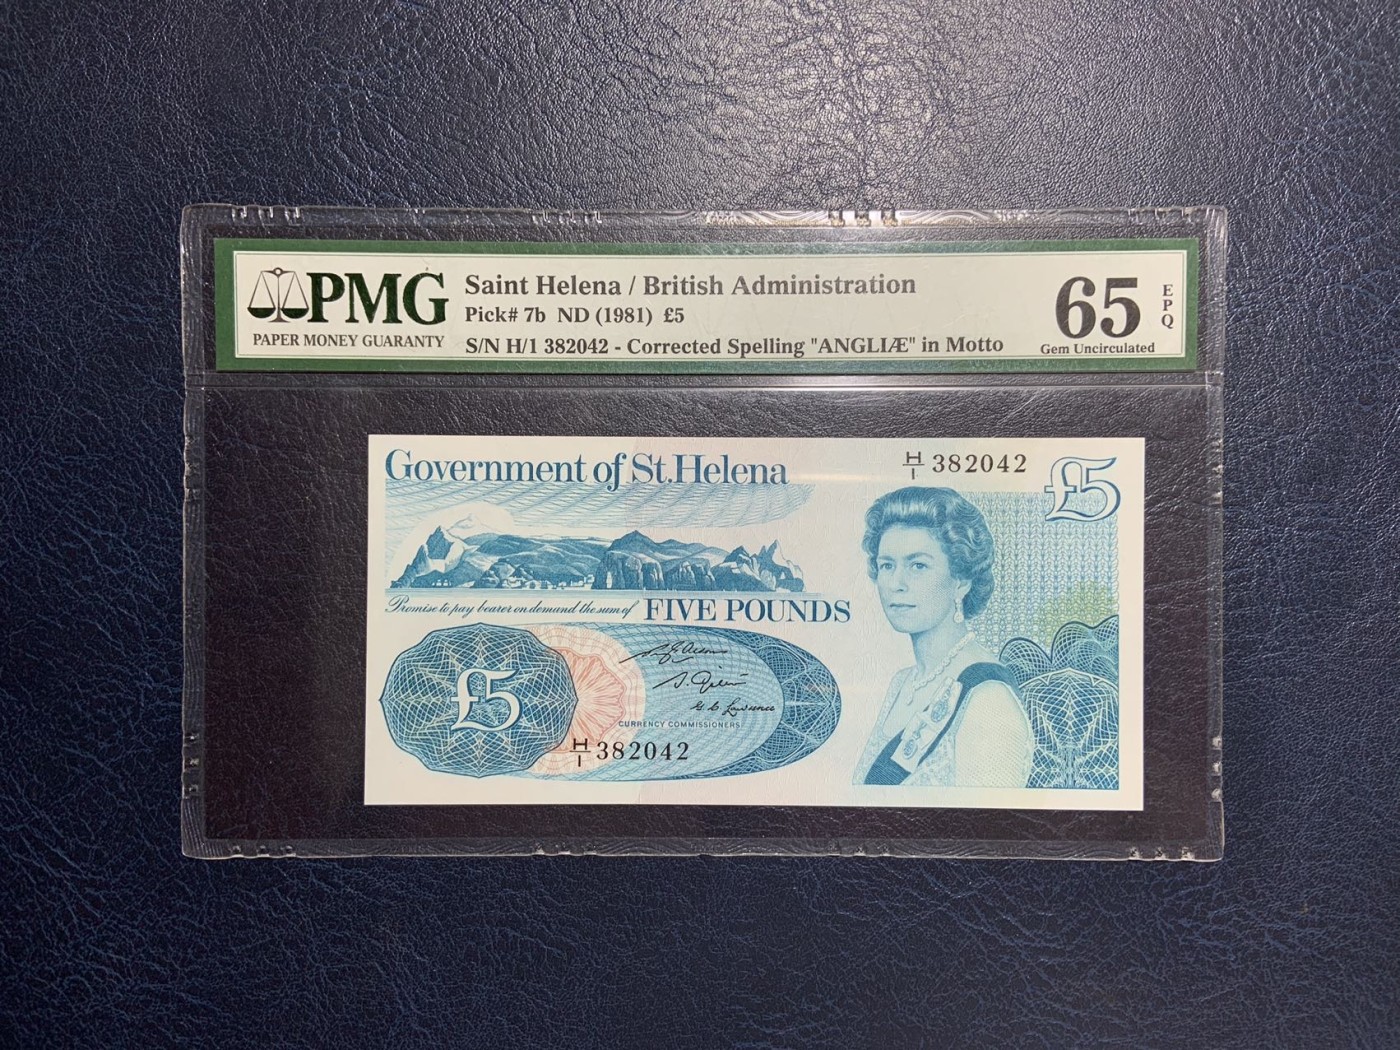 PMG
PAPER MONEY GUARANTY
Saint Helena / British Administration
Pick# 7b ND (1981) £5
S/N H/1 382042 - Corrected Spelling "ANGLIÆ" in Motto
65
EPQ
Gem Uncirculated
Government of St.Helena
H/1 382042
£5
Promise to pay bearer on demand the sum of FIVE POUNDS
£5
CURRENCY COMMISSIONERS
H/1 382042